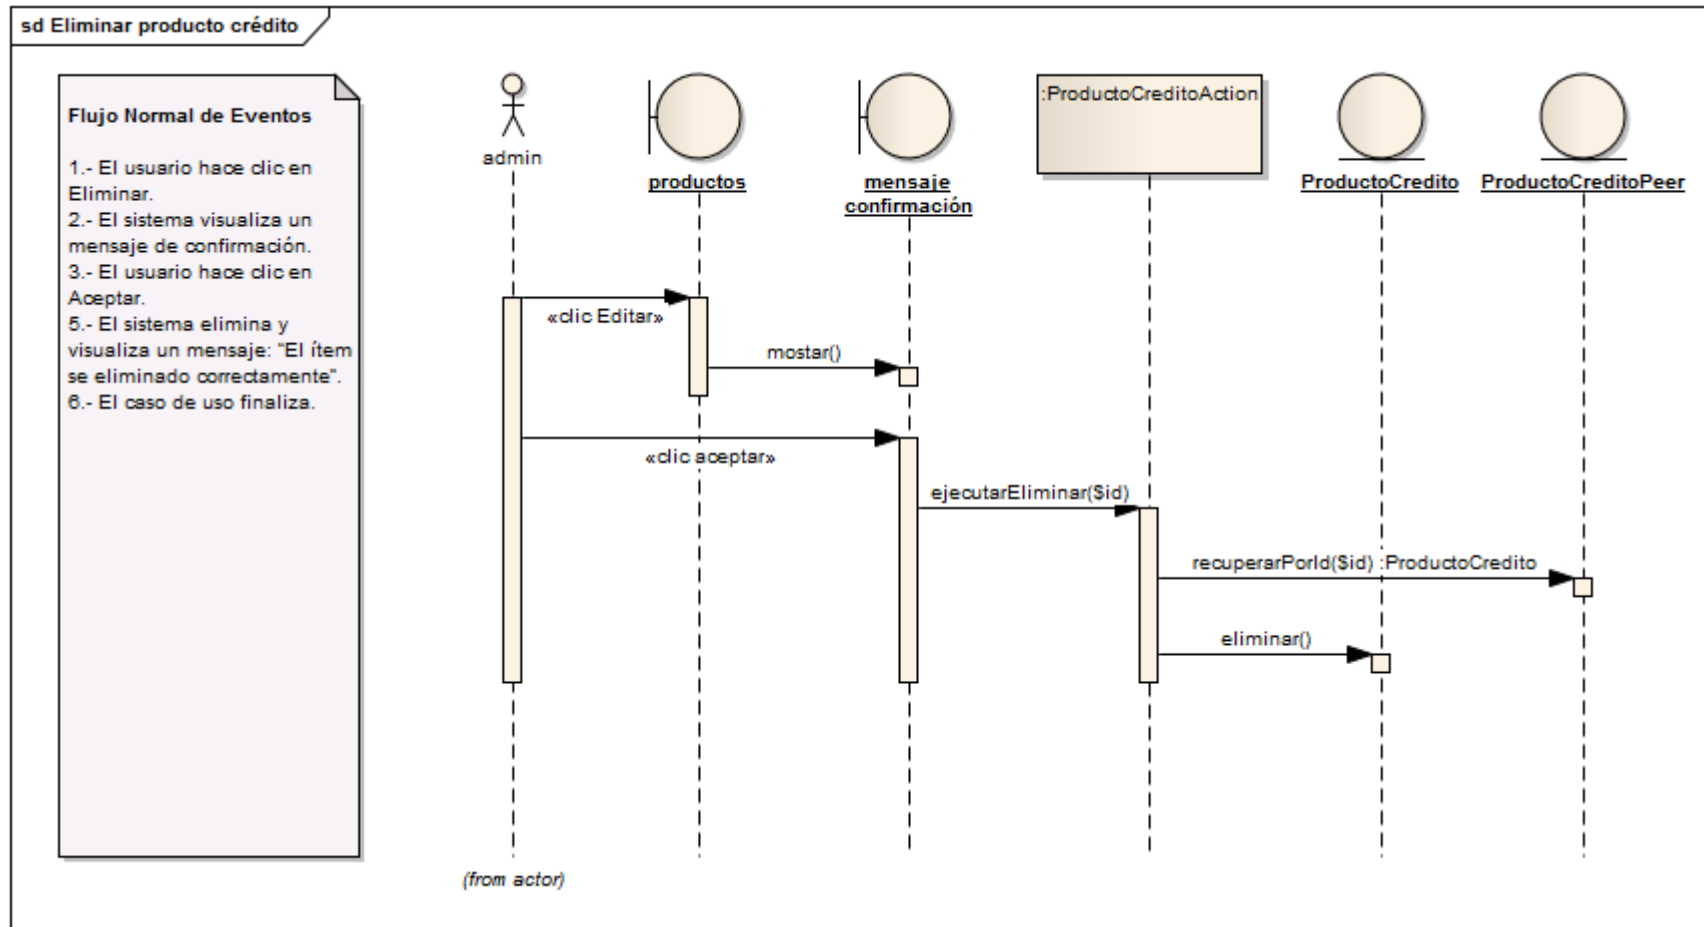 sd Eliminar producto crédito
Flujo Normal de Eventos
1.- El usuario hace clic en
Eliminar.
2.- El sistema visualiza un
mensaje de confirmación.
3.- El usuario hace clic en
Aceptar.
5.- El sistema elimina y
visualiza un mensaje: "El ítem
se eliminado correctamente".
6.- El caso de uso finaliza.
admin
productos
mensaje
confirmación
:ProductoCreditoAction
ProductoCredito
ProductoCreditoPeer
«clic Editar»
mostar()
«clic aceptar»
ejecutarEliminar($id)
recuperarPorId($id) :ProductoCredito
eliminar()
(from actor)